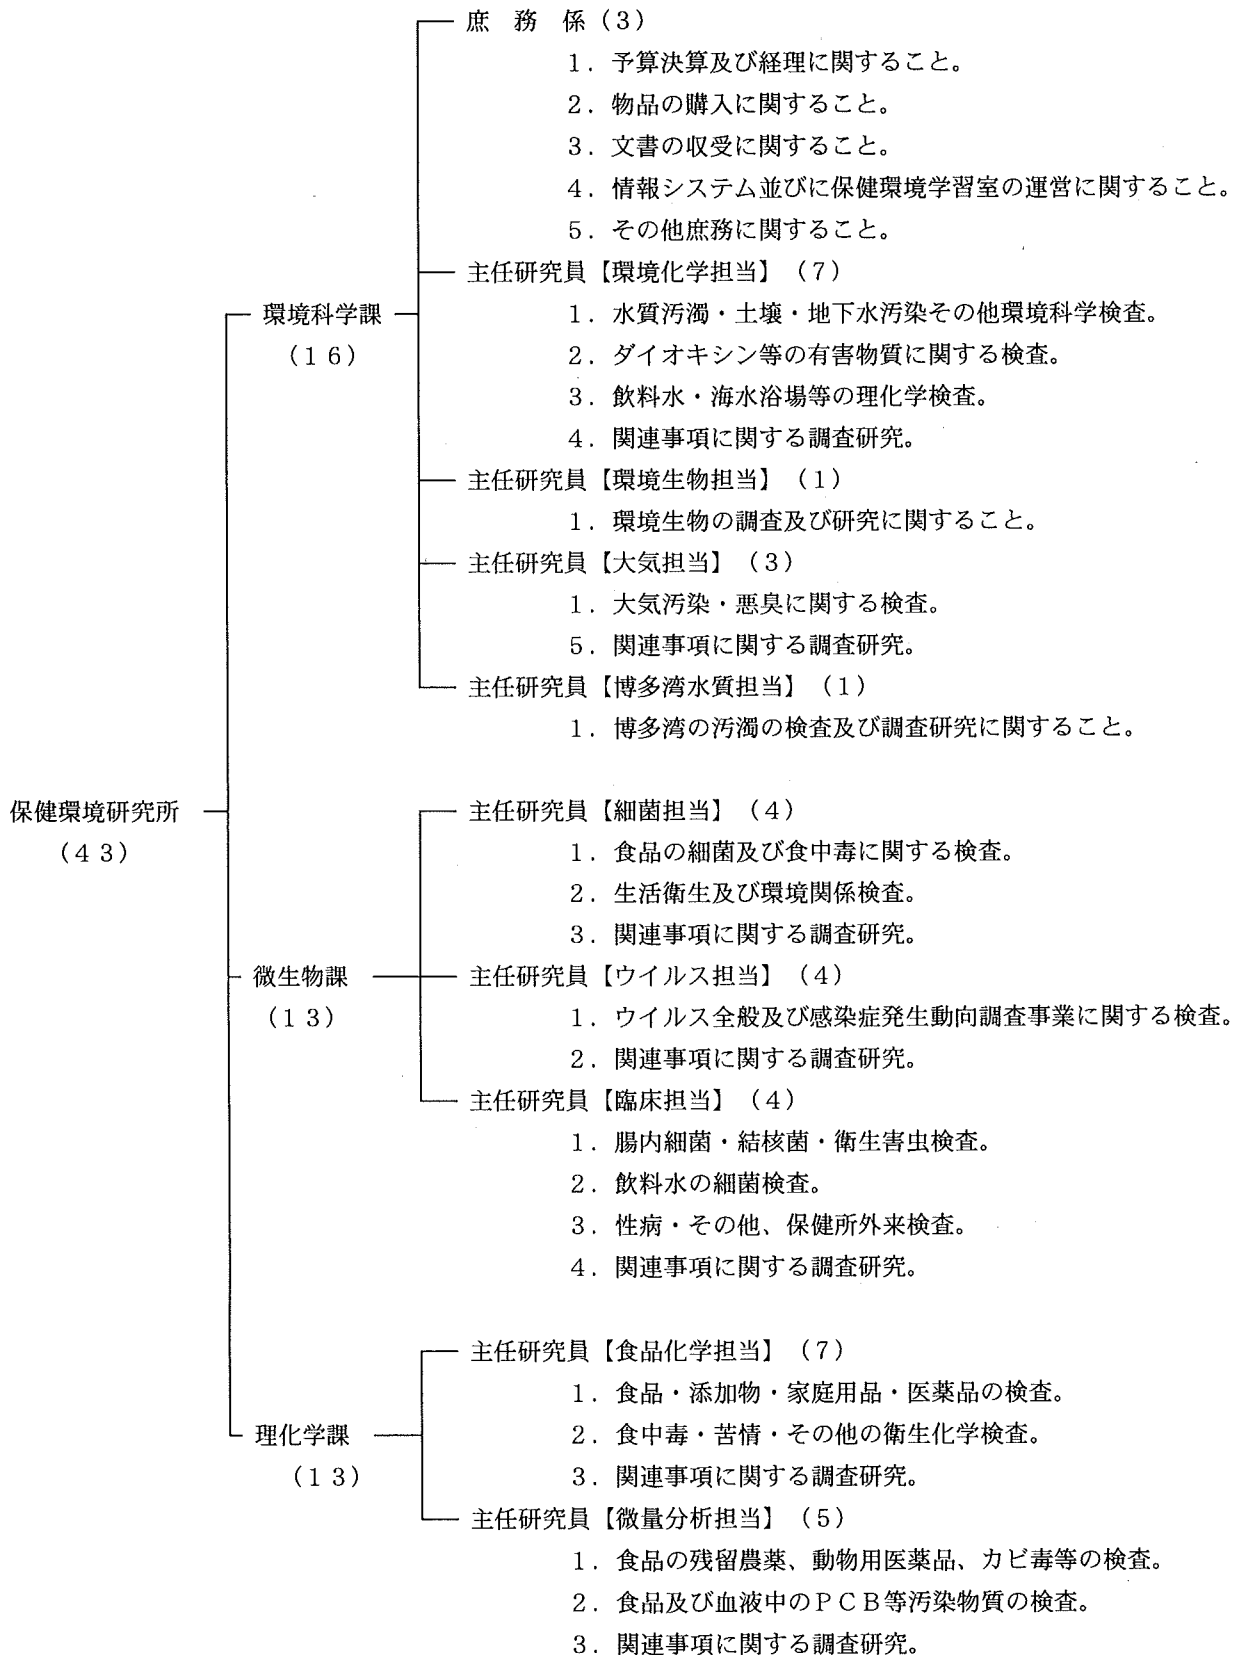 庶 務 係(3)
1.予算決算及び経理に関すること。
2.物品の購入に関すること。
3.文書の収受に関すること。
4.情報システム並びに保健環境学習室の運営に関すること。
5.その他庶務に関すること。
主任研究員【環境化学担当】(7)
環境科学課
(16)
1.水質汚濁・土壌・地下水汚染その他環境科学検査。
2.ダイオキシン等の有害物質に関する検査。
3.飲料水・海水浴場等の理化学検査。
4.関連事項に関する調査研究。
主任研究員【環境生物担当】(1)
1.環境生物の調査及び研究に関すること。
主任研究員【大気担当】(3)
1.大気汚染・悪臭に関する検査。
5.関連事項に関する調査研究。
主任研究員【博多湾水質担当】(1)
1.博多湾の汚濁の検査及び調査研究に関すること。
保健環境研究所
(43)
主任研究員【細菌担当】(4)
1.食品の細菌及び食中毒に関する検査。
2.生活衛生及び環境関係検査。
3.関連事項に関する調査研究。
微生物課
(13)
主任研究員【ウイルス担当】(4)
1.ウイルス全般及び感染症発生動向調査事業に関する検査。
2.関連事項に関する調査研究。
主任研究員【臨床担当】(4)
1.腸内細菌・結核菌・衛生害虫検査。
2.飲料水の細菌検査。
3.性病・その他、保健所外来検査。
4.関連事項に関する調査研究。
主任研究員【食品化学担当】(7)
1.食品・添加物・家庭用品・医薬品の検査。
理化学課
(13)
2.食中毒・苦情・その他の衛生化学検査。
3.関連事項に関する調査研究。
主任研究員【微量分析担当】(5)
1.食品の残留農薬、動物用医薬品、カビ毒等の検査。
2.食品及び血液中のPCB等汚染物質の検査。
3.関連事項に関する調査研究。